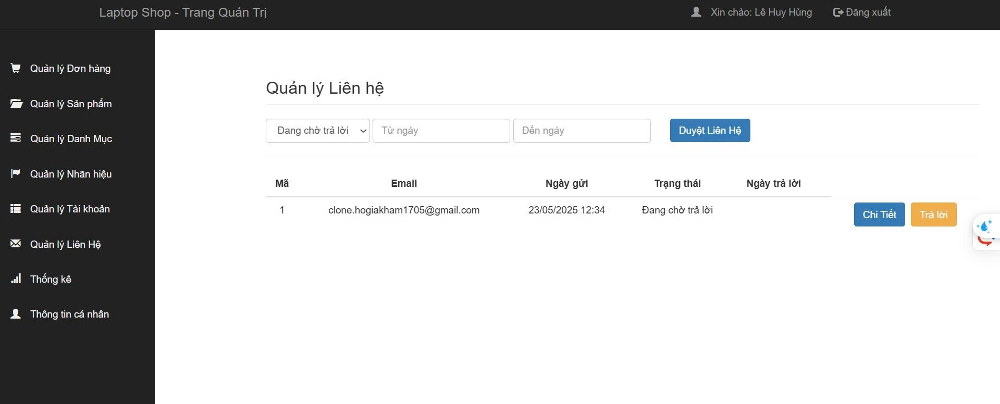 Laptop Shop - Trang Quản Trị
Xin chào: Lê Huy Hùng
Đăng xuất
Quản lý Đơn hàng
Quản lý Sản phẩm
Quản lý Danh Mục
Quản lý Nhãn hiệu
Quản lý Tài khoản
Quản lý Liên Hệ
Thống kê
Thông tin cá nhân
Quản lý Liên hệ
Đang chờ trả lời Từ ngày Đến ngày Duyệt Liên Hệ
Mã Email Ngày gửi Trạng thái Ngày trả lời
1 clone.hogiakham1705@gmail.com 23/05/2025 12:34 Đang chờ trả lời Chi Tiết Trả lời